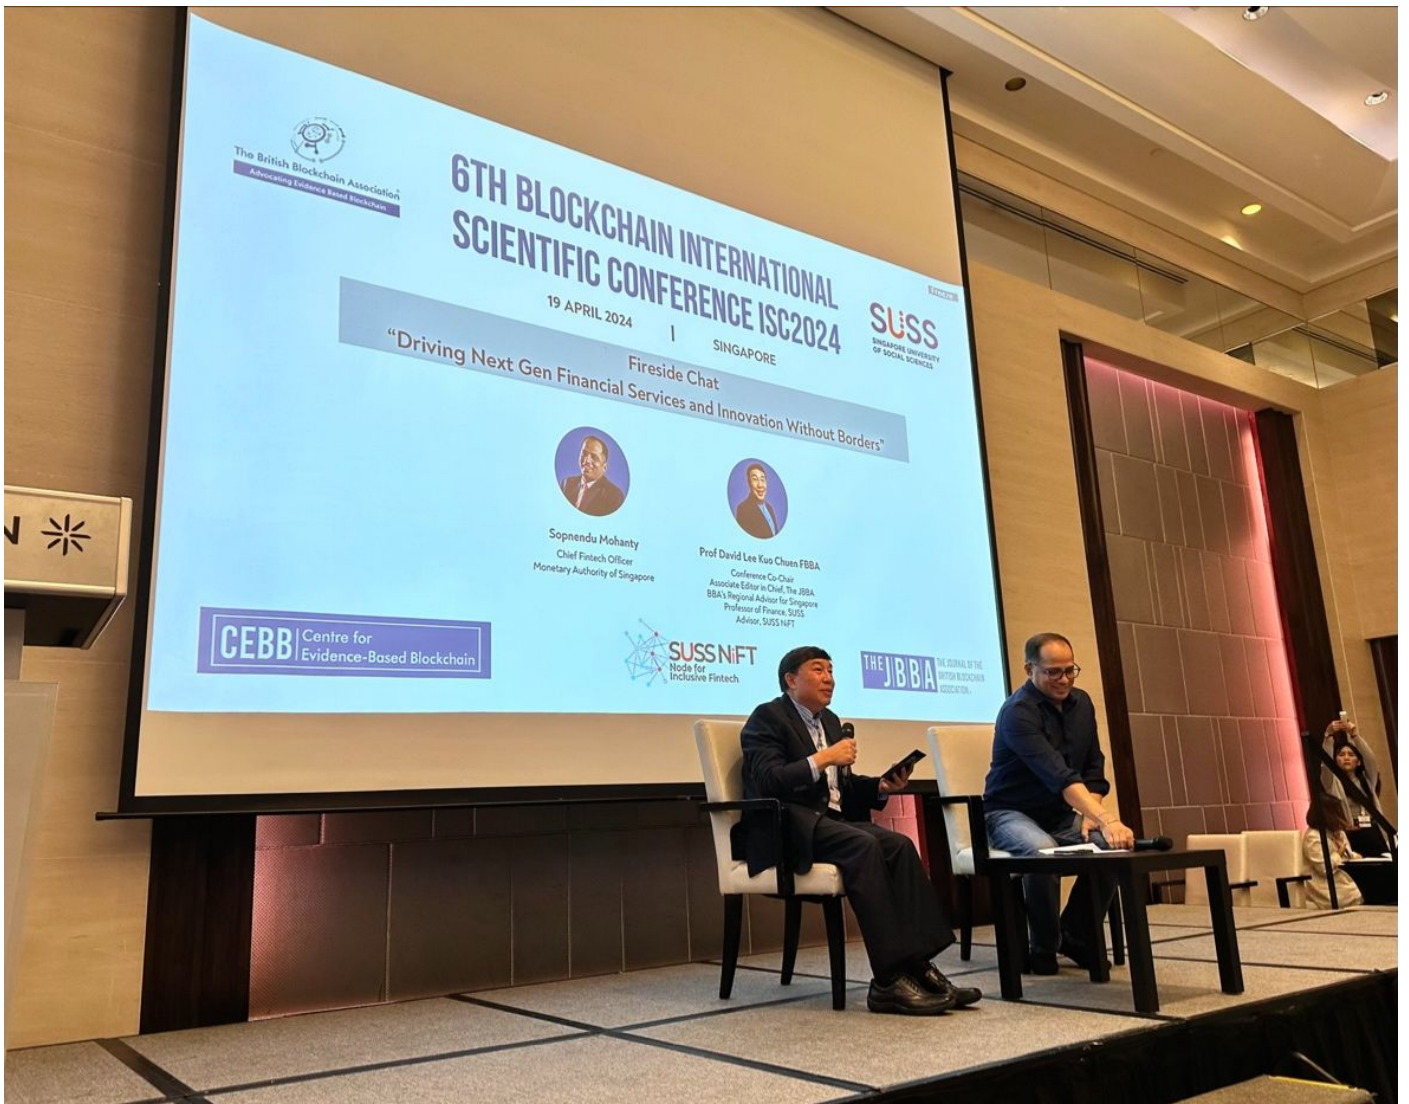 The British Blockchain Association
Advocating Evidence Based Blockchain
6TH BLOCKCHAIN INTERNATIONAL
SCIENTIFIC CONFERENCE ISC2024
19 APRIL 2024 | SINGAPORE
Freeze
SUSS
SINGAPORE UNIVERSITY
OF SOCIAL SCIENCES
Fireside Chat
“Driving Next Gen Financial Services and Innovation Without Borders”
Sopnendu Mohanty
Chief Fintech Officer
Monetary Authority of Singapore
Prof David Lee Kuo Chuen FBBA
Conference Co-Chair
Associate Editor in Chief, The JBBA
BBA's Regional Advisor for Singapore
Professor of Finance, SUSS
Advisor, SUSS NiFT
N
CEBB
Centre for
Evidence-Based Blockchain
SUSS NiFT
Node for
Inclusive Fintech
THE JBBA
THE JOURNAL OF THE
BRITISH BLOCKCHAIN
ASSOCIATION